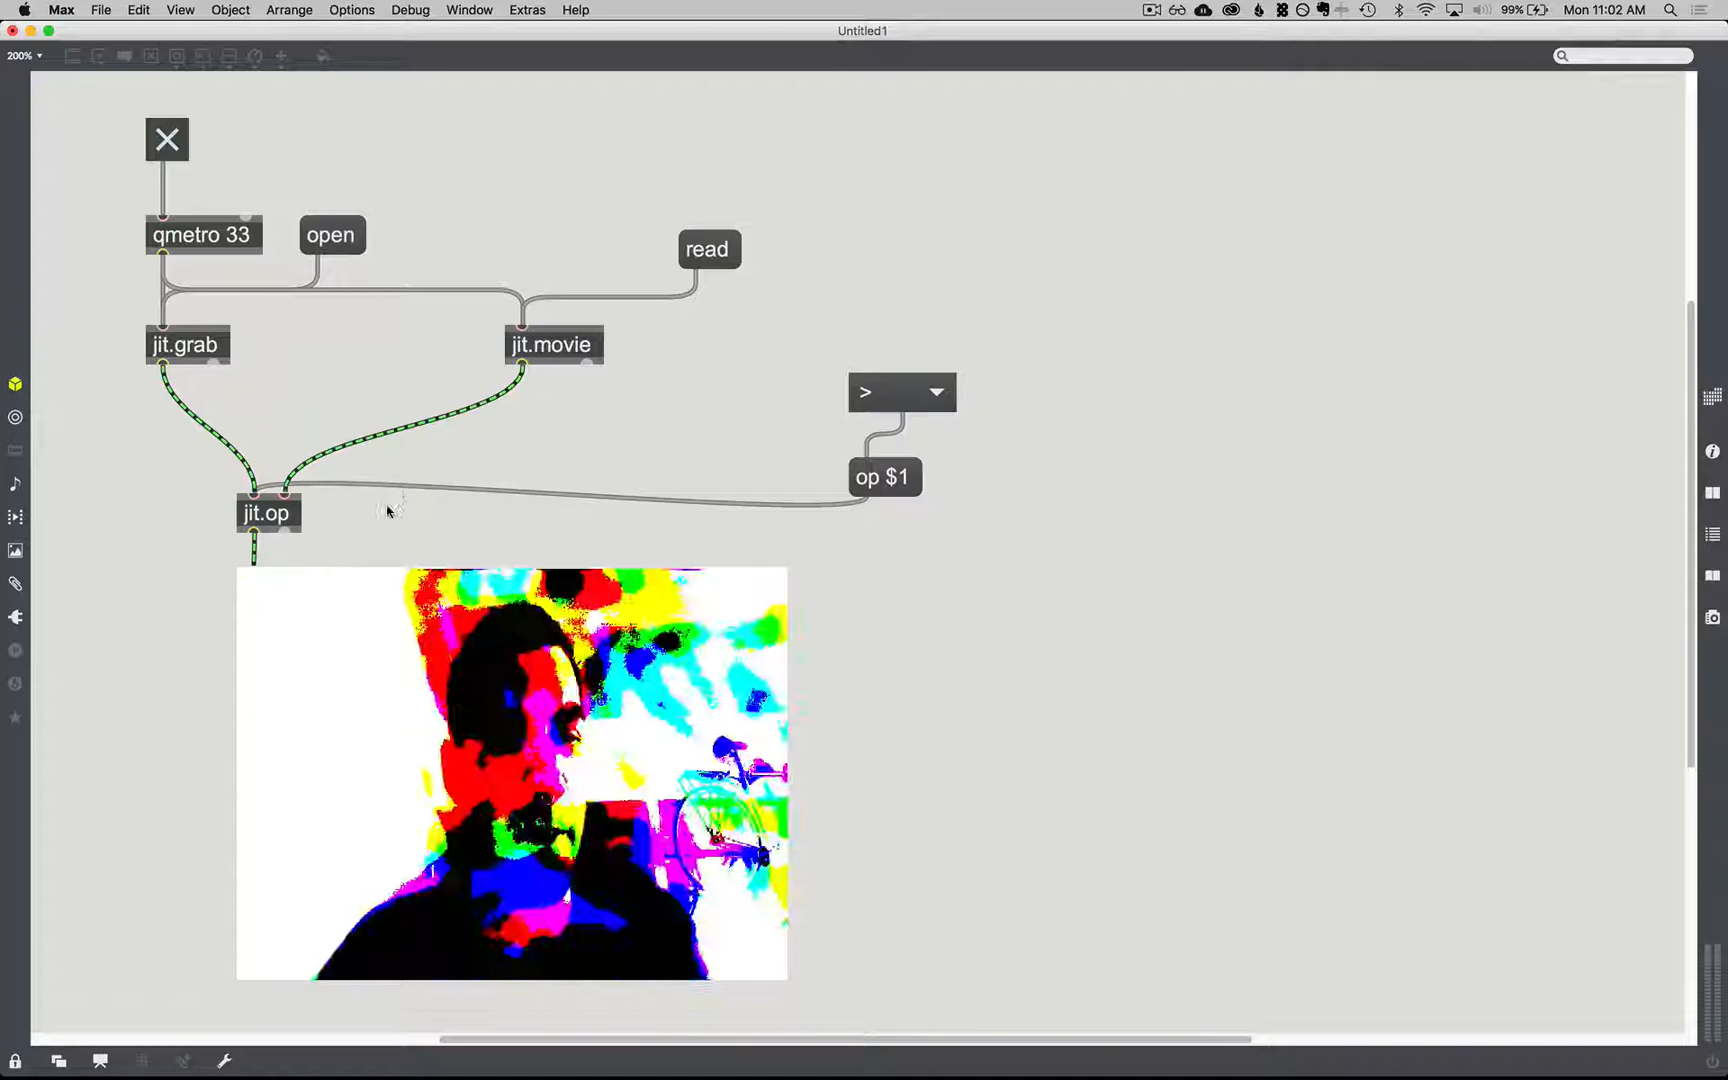 Max File Edit View Object Arrange Options Debug Window Extras Help 99% Mon 11:02 AM
Untitled1
200%
qmetro 33 open
read
jit.grab jit.movie
>
op $1
jit.op